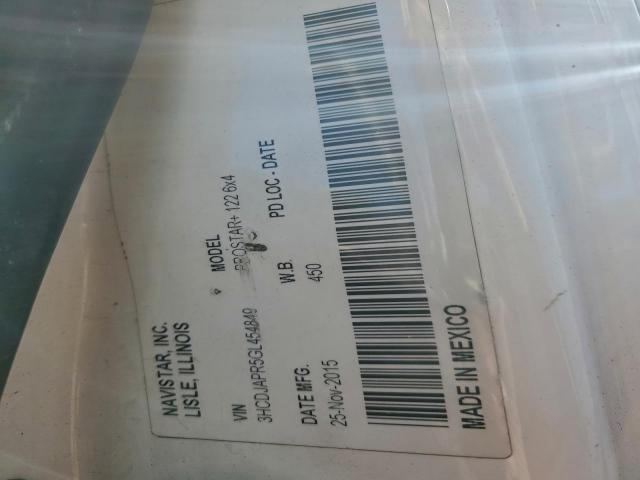 NAVISTAR, INC.
LISLE, ILLINOIS
VIN MODEL
3HCDJAPR5GL454849 PROSTAR+ 122 6x4
DATE MFG. W.B. PD LOC - DATE
25-Nov-2015 450
MADE IN MEXICO